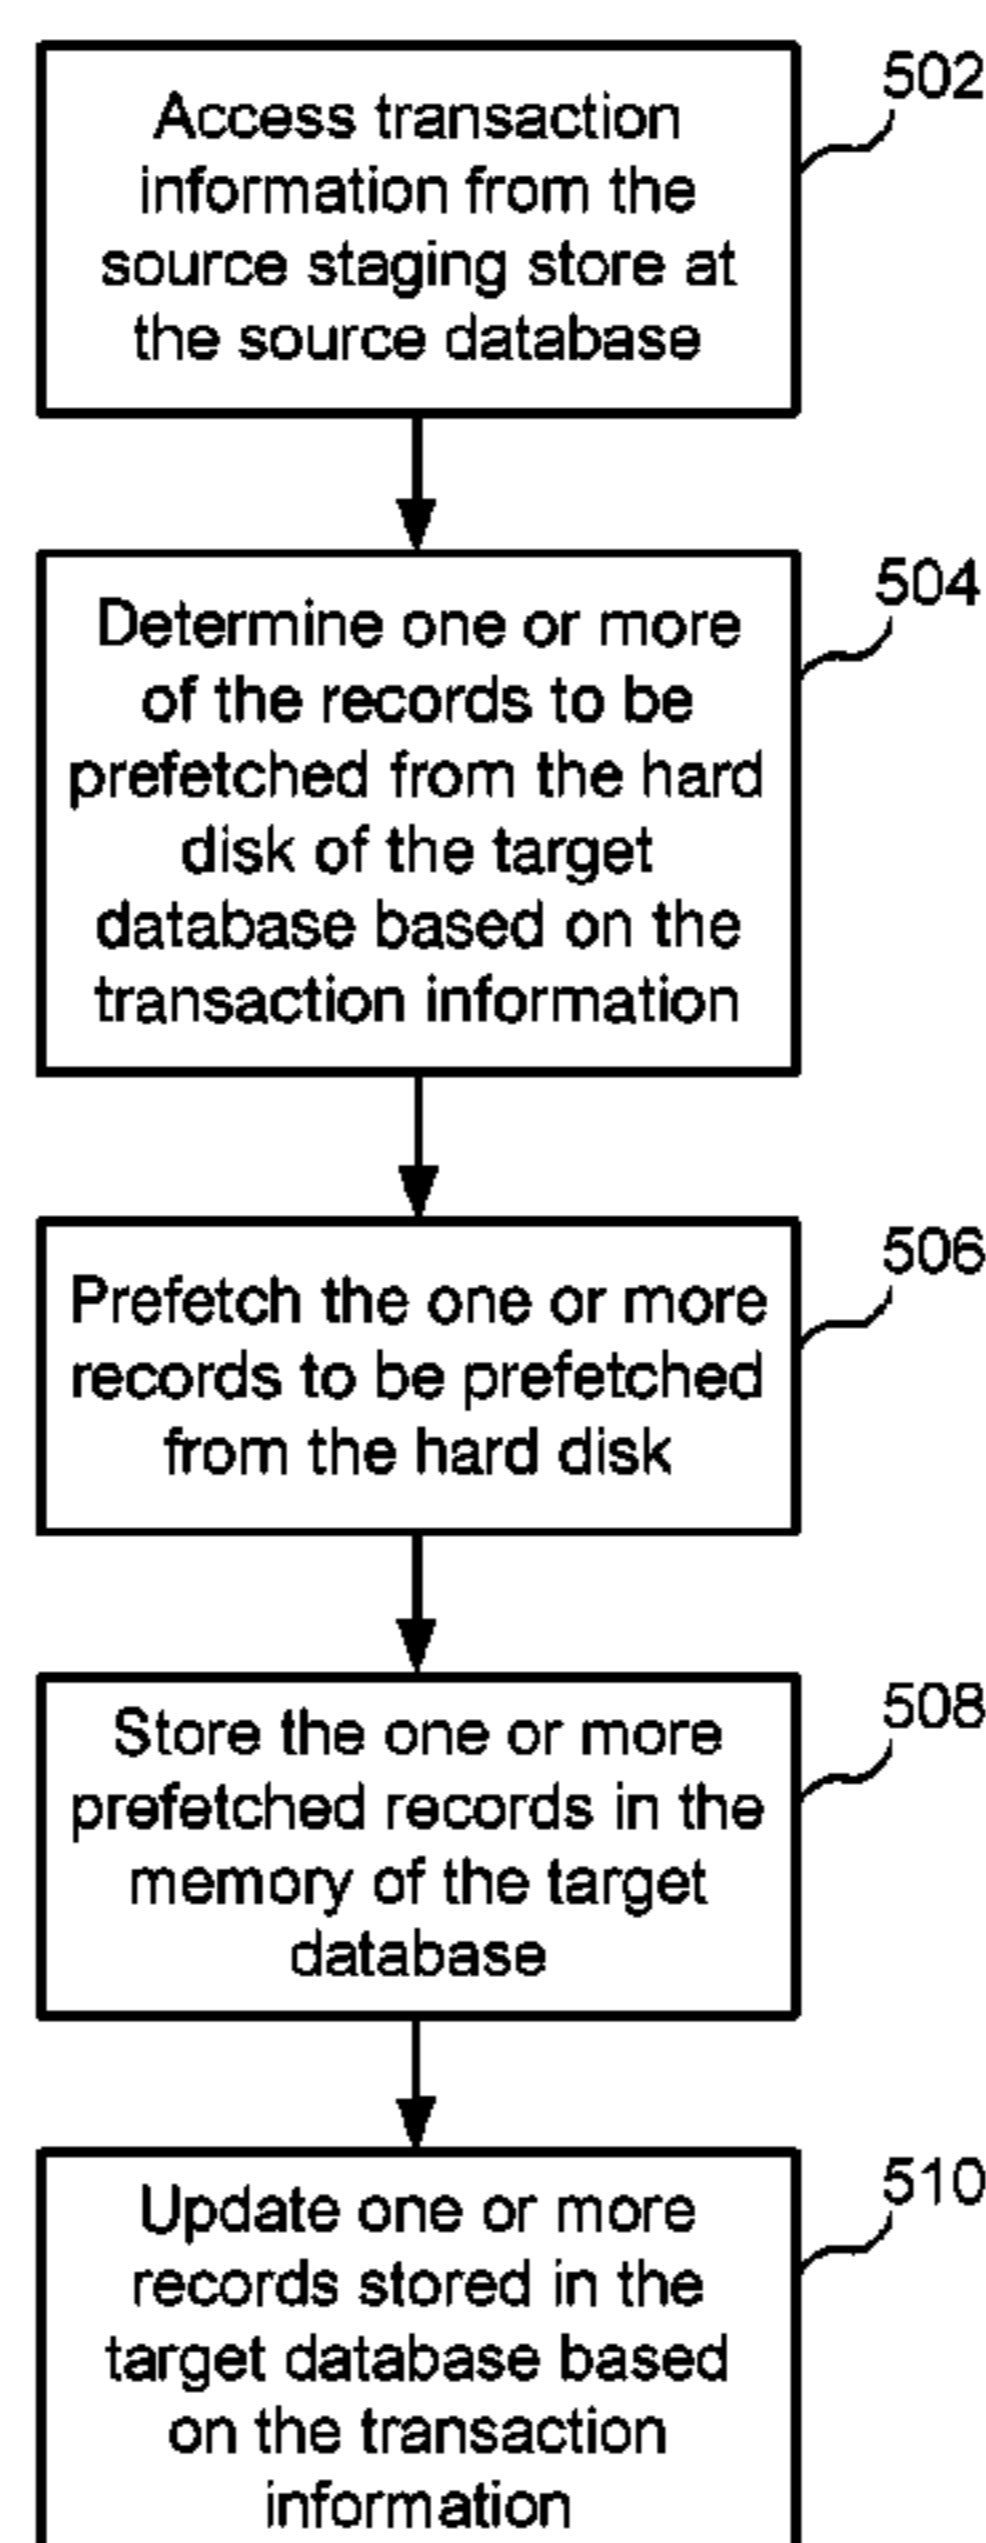 502
Access transaction
information from the
source staging store at
the source database
504
Determine one or more
of the records to be
prefetched from the hard
disk of the target
database based on the
transaction information
506
Prefetch the one or more
records to be prefetched
from the hard disk
508
Store the one or more
prefetched records in the
memory of the target
database
510
Update one or more
records stored in the
target database based
on the transaction
information